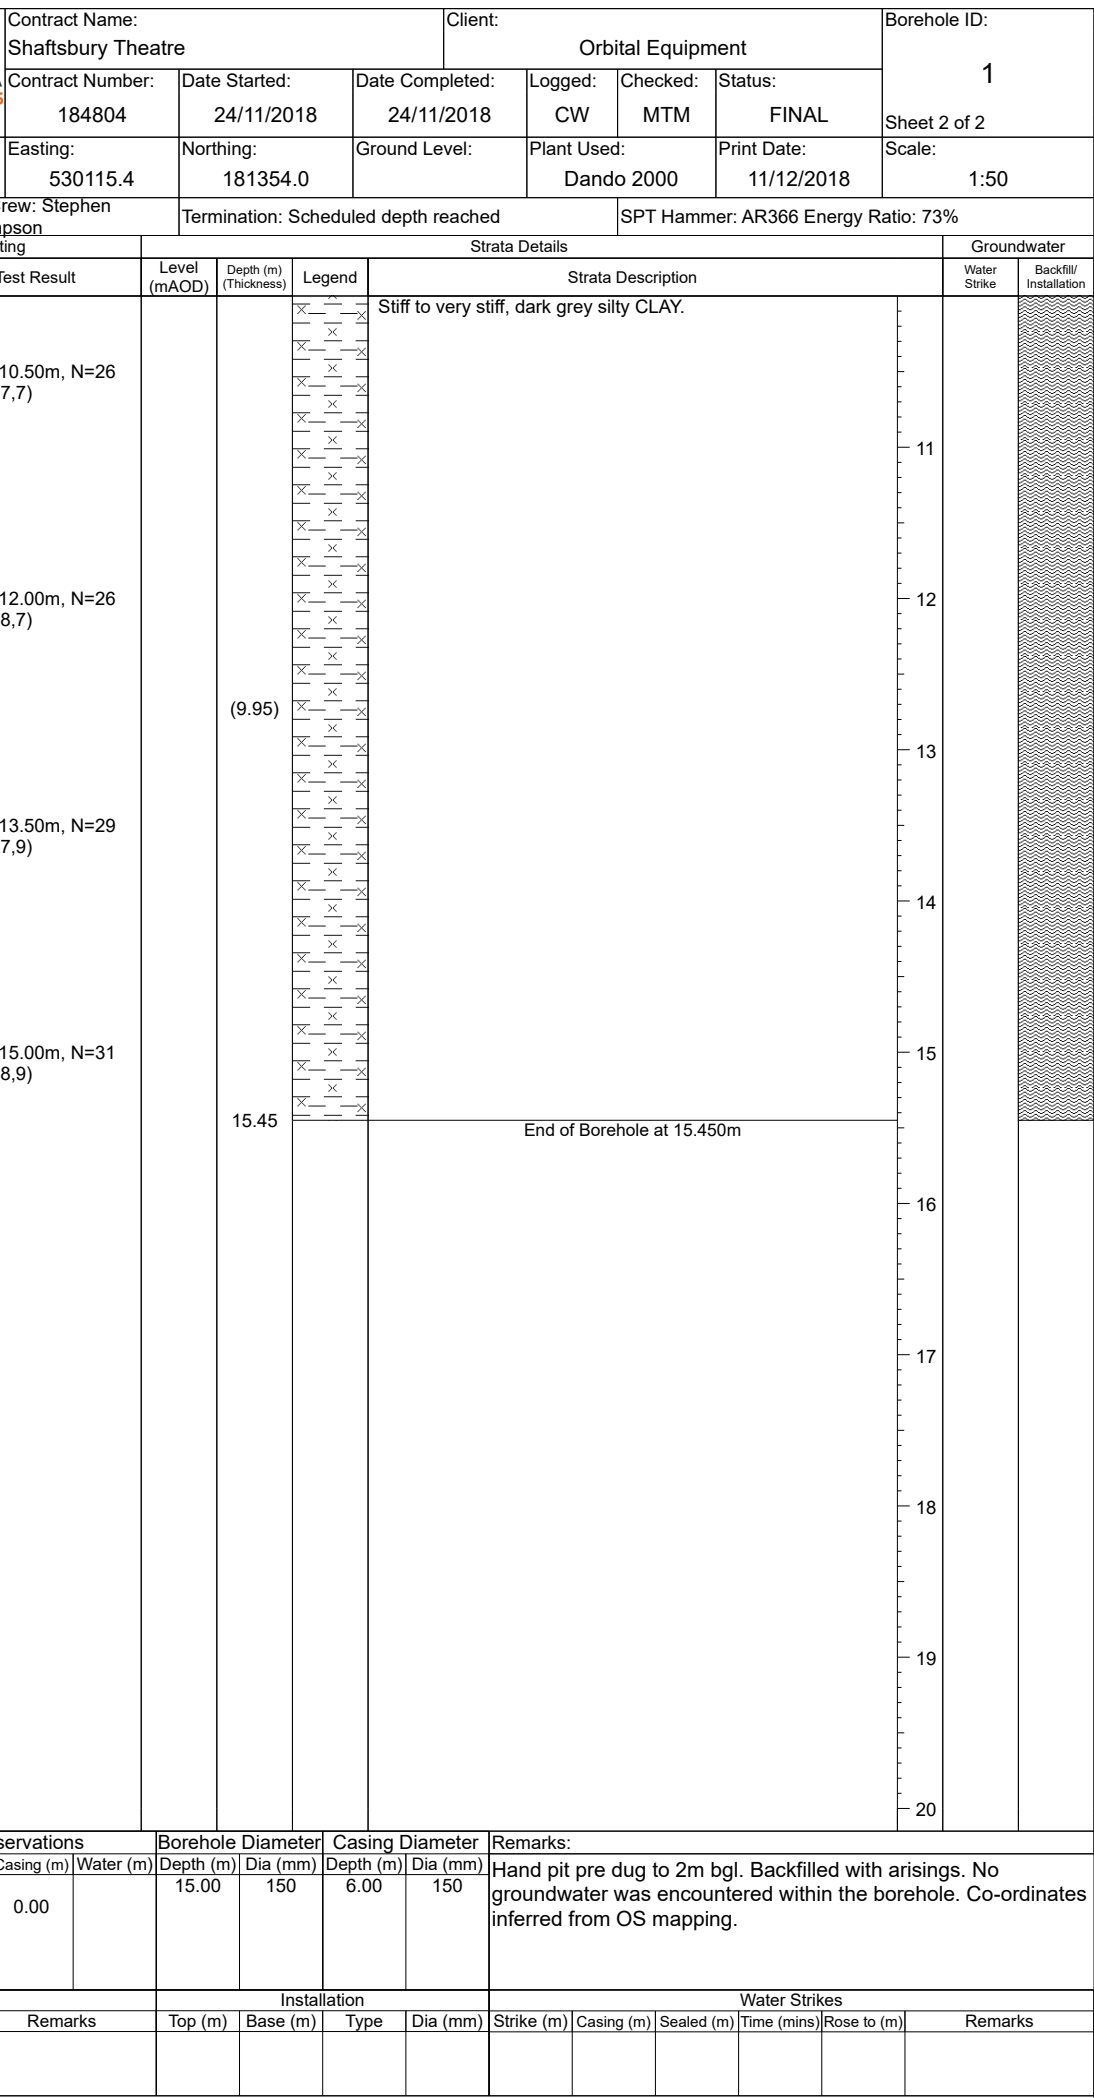 Contract Name:
Shaftsbury Theatre
Client:
Orbital Equipment
Borehole ID:
1
Sheet 2 of 2
Contract Number:
184804
Date Started:
24/11/2018
Date Completed:
24/11/2018
Logged:
CW
Checked:
MTM
Status:
FINAL
Easting:
530115.4
Northing:
181354.0
Ground Level:
Plant Used:
Dando 2000
Print Date:
11/12/2018
Scale:
1:50
rew: Stephen
pson
Termination: Scheduled depth reached
SPT Hammer: AR366 Energy Ratio: 73%
ting
Strata Details
Groundwater
Test Result
Level
(mAOD)
Depth (m)
(Thickness)
Legend
Strata Description
Water
Strike
Backfill/
Installation
Stiff to very stiff, dark grey silty CLAY.
10.50m, N=26
7,7)
11
12.00m, N=26
8,7)
12
(9.95)
13
13.50m, N=29
7,9)
14
15.00m, N=31
8,9)
15
15.45
End of Borehole at 15.450m
16
17
18
19
20
servations
Borehole Diameter
Casing Diameter
Remarks:
Casing (m) Water (m) Depth (m) Dia (mm) Depth (m) Dia (mm)
0.00
15.00 150 6.00 150
Hand pit pre dug to 2m bgl. Backfilled with arisings. No
groundwater was encountered within the borehole. Co-ordinates
inferred from OS mapping.
Installation
Water Strikes
Remarks Top (m) Base (m) Type Dia (mm) Strike (m) Casing (m) Sealed (m) Time (mins) Rose to (m) Remarks